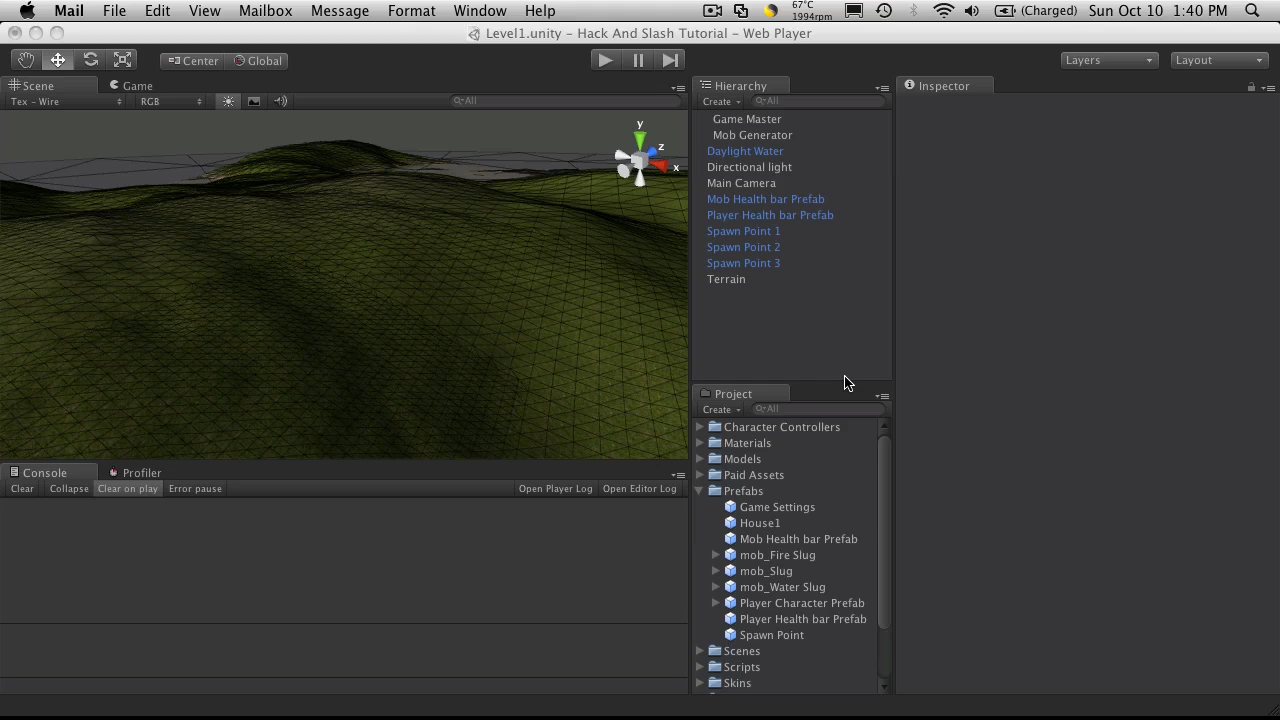 Mail File Edit View Mailbox Message Format Window Help 67°C 1994rpm (Charged) Sun Oct 10 1:40 PM
Level1.unity - Hack And Slash Tutorial - Web Player
Center Global Layers Layout
Scene Game
Tex - Wire RGB All
y
z
x
Hierarchy
Create All
Game Master
Mob Generator
Daylight Water
Directional light
Main Camera
Mob Health bar Prefab
Player Health bar Prefab
Spawn Point 1
Spawn Point 2
Spawn Point 3
Terrain
Inspector
Project
Create All
Character Controllers
Materials
Models
Paid Assets
Prefabs
Game Settings
House1
Mob Health bar Prefab
mob_Fire Slug
mob_Slug
mob_Water Slug
Player Character Prefab
Player Health bar Prefab
Spawn Point
Scenes
Scripts
Skins
Console Profiler
Clear Collapse Clear on play Error pause Open Player Log Open Editor Log